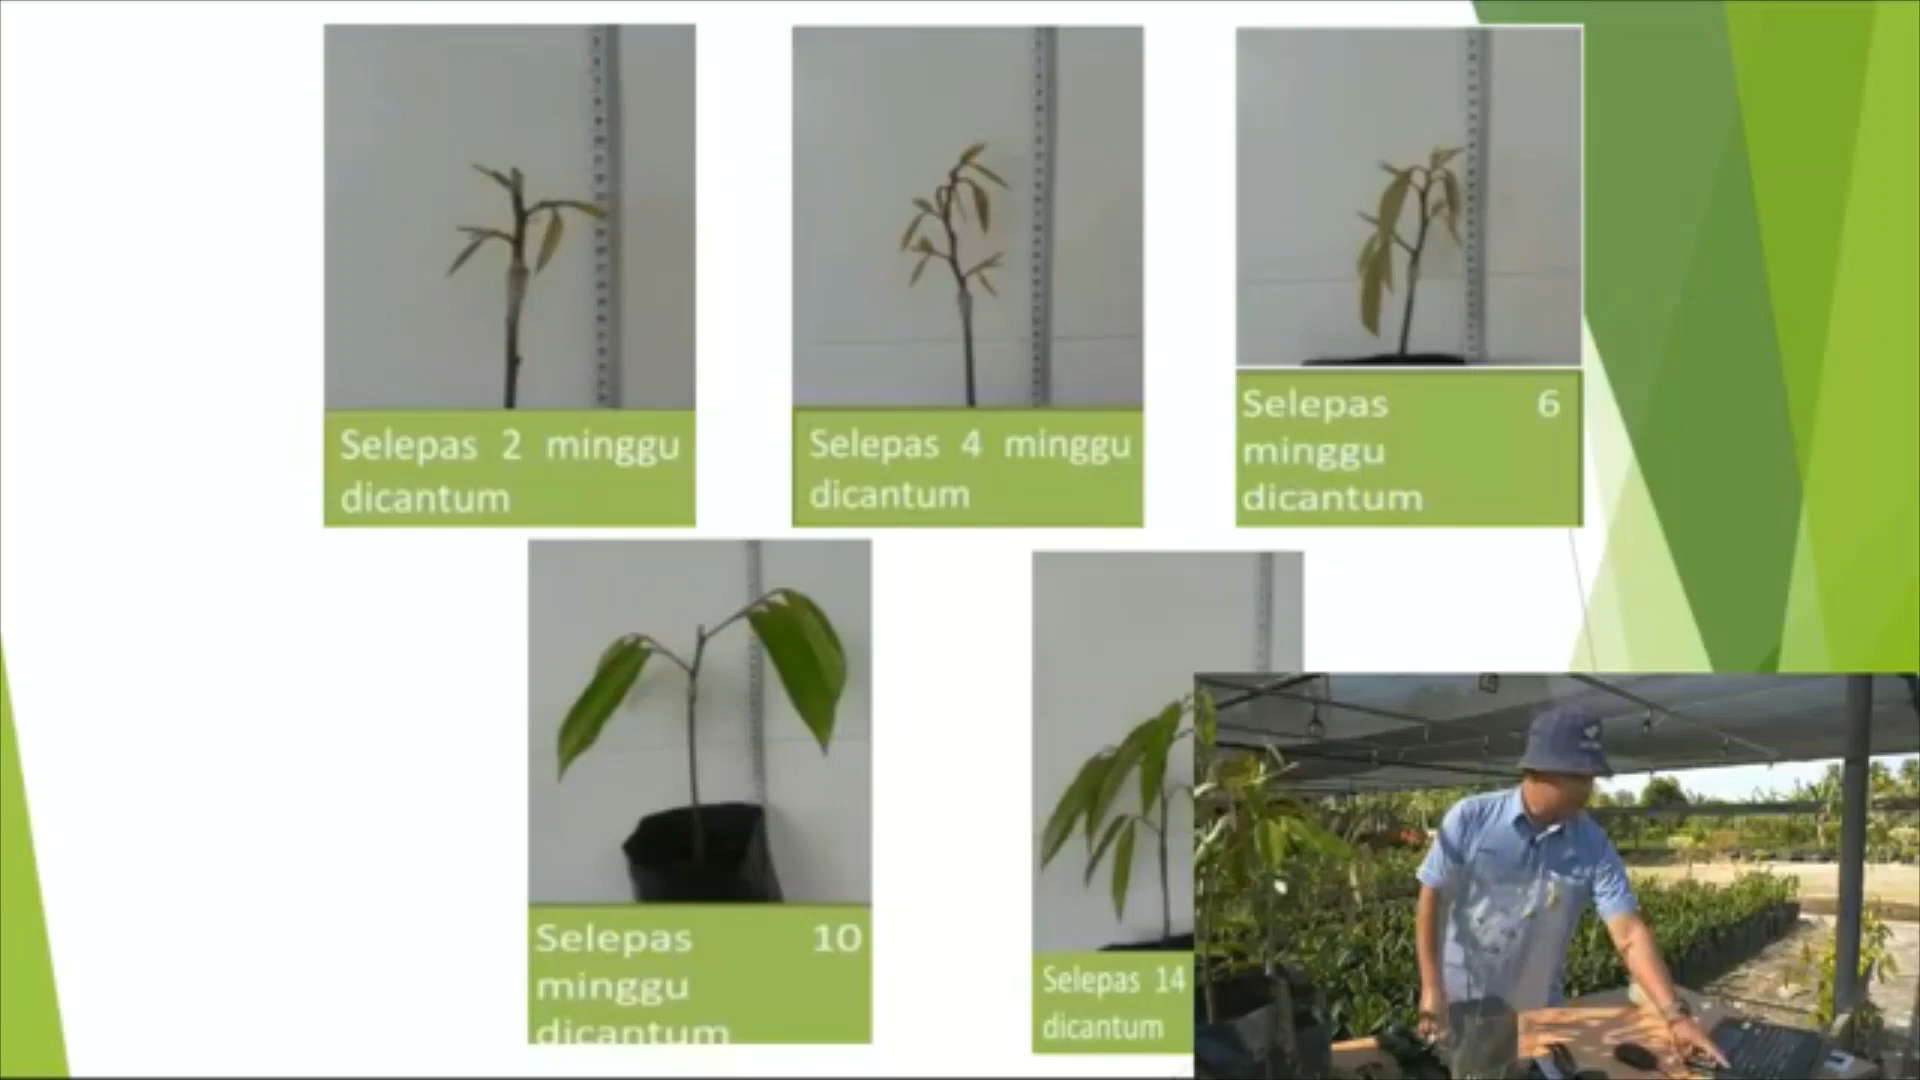 Selepas 2 minggu
dicantum
Selepas 4 minggu
dicantum
Selepas 6
minggu
dicantum
Selepas 10
minggu
dicantum
Selepas 14
dicantum